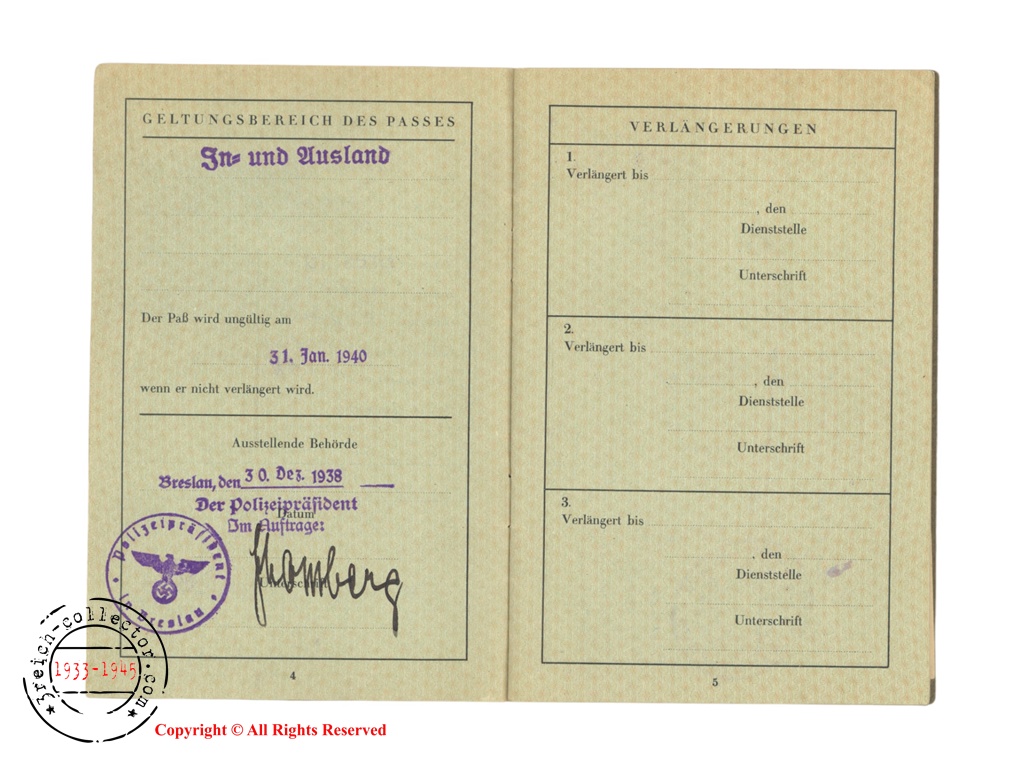 GELTUNGSBEREICH DES PASSES
In- und Ausland
Der Paß wird ungültig am
31. Jan. 1940
wenn er nicht verlängert wird.
Ausstellende Behörde
Breslau, den 30. Dez. 1938
Der Polizeipräsident
Datum
Im Auftrage:
Polizeipräsident
in Breslau
Unterschrift
4
VERLÄNGERUNGEN
1.
Verlängert bis
, den
Dienststelle
Unterschrift
2.
Verlängert bis
, den
Dienststelle
Unterschrift
3.
Verlängert bis
, den
Dienststelle
Unterschrift
5
3reich-collector.com
1933-1945
Copyright © All Rights Reserved